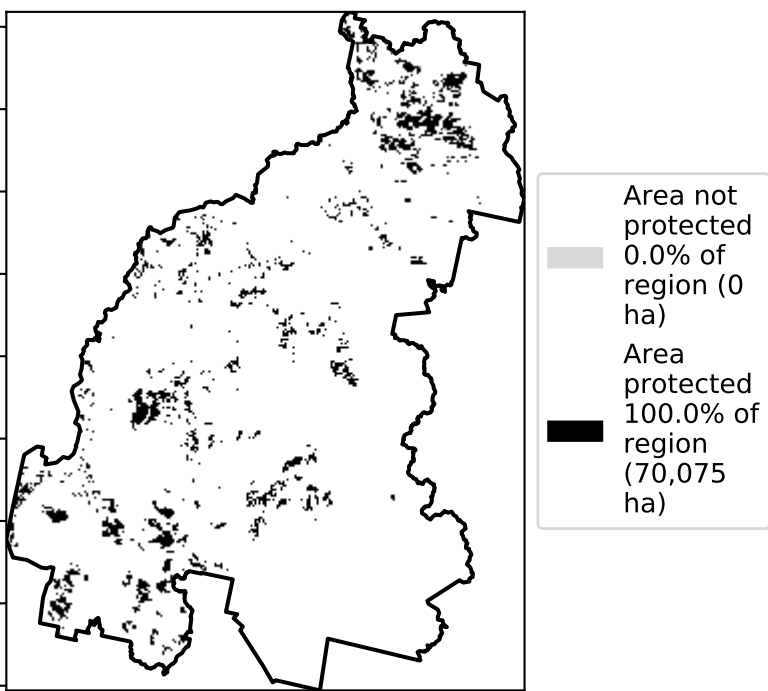 Area not
protected
0.0% of
region (0
ha)
Area
protected
100.0% of
region
(70,075
ha)